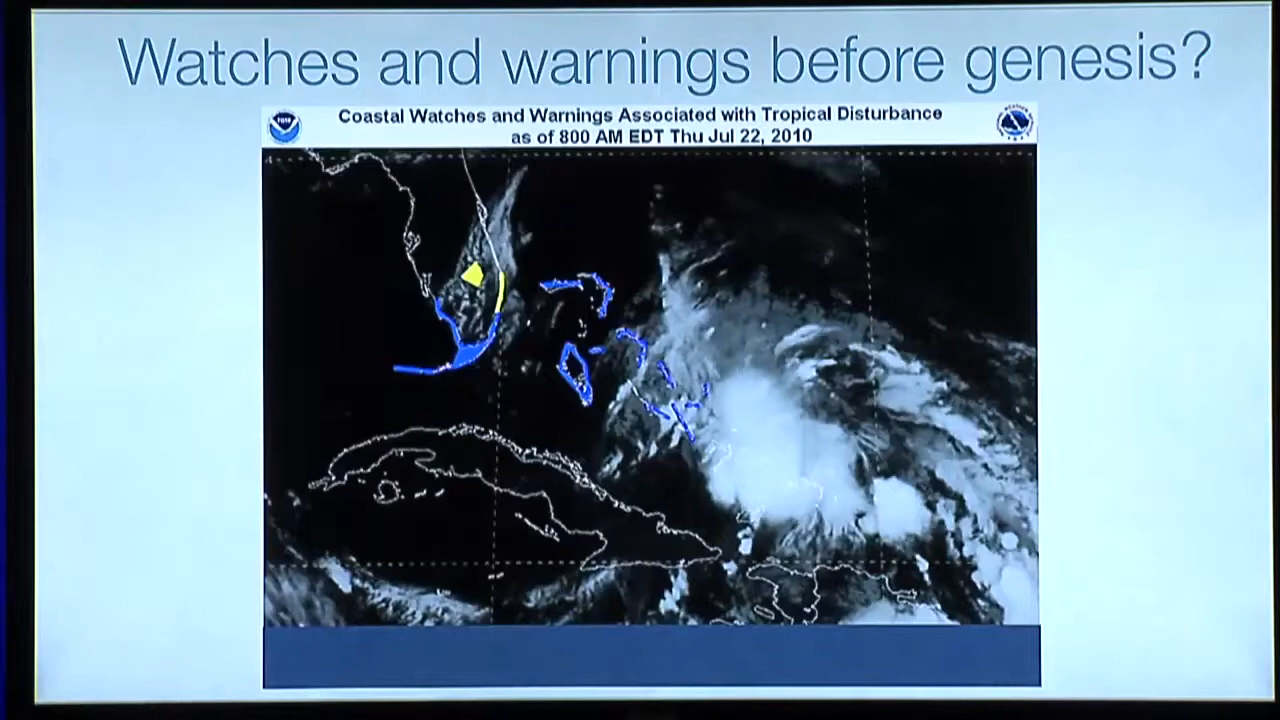 Watches and warnings before genesis?
Coastal Watches and Warnings Associated with Tropical Disturbance
as of 800 AM EDT Thu Jul 22, 2010